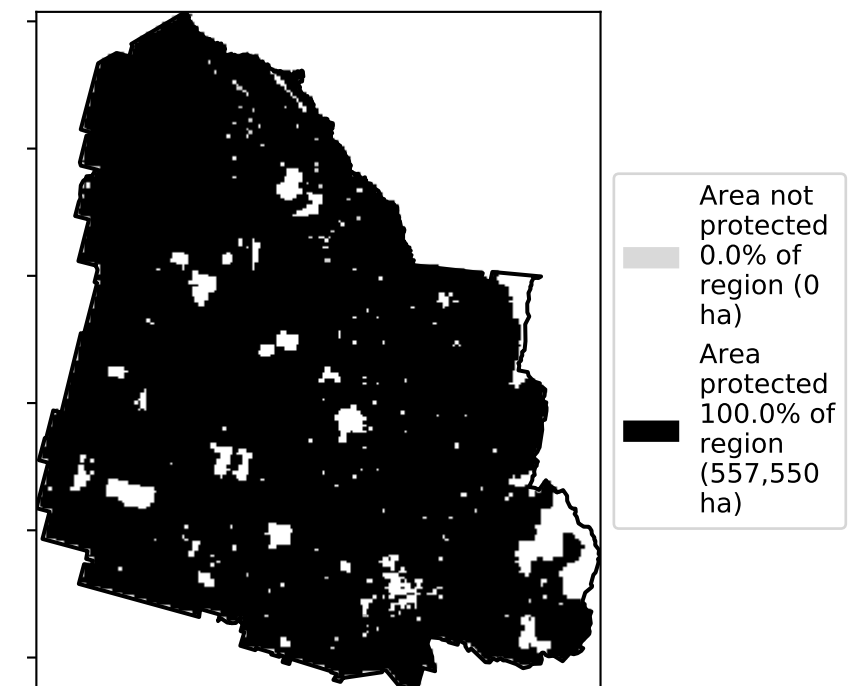 Area not
protected
0.0% of
region (0
ha)
Area
protected
100.0% of
region
(557,550
ha)